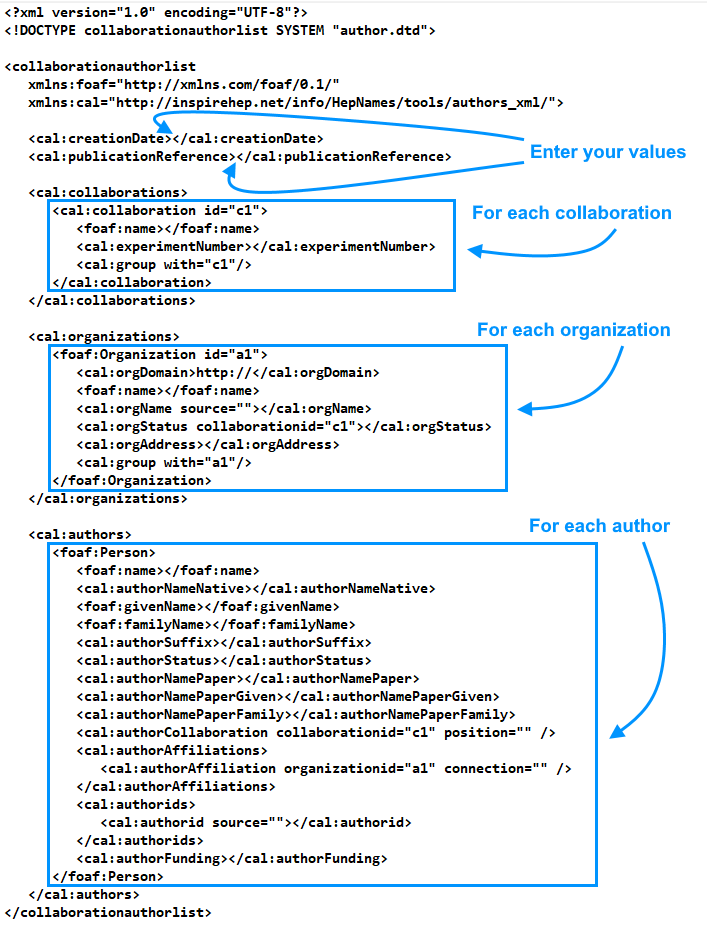 <?xml version="1.0" encoding="UTF-8"?>
<!DOCTYPE collaborationauthorlist SYSTEM "author.dtd">
<collaborationauthorlist
xmlns:foaf="http://xmlns.com/foaf/0.1/"
xmlns:cal="http://inspirehep.net/info/HepNames/tools/authors_xml/">
<cal:creationDate></cal:creationDate>
<cal:publicationReference></cal:publicationReference>
Enter your values
<cal:collaborations>
<cal:collaboration id="c1">
For each collaboration
<foaf:name></foaf:name>
<cal:experimentNumber></cal:experimentNumber>
<cal:group with="c1"/>
</cal:collaboration>
</cal:collaborations>
For each organization
<cal:organizations>
<foaf:Organization id="a1">
<cal:orgDomain>http://</cal:orgDomain>
<foaf:name></foaf:name>
<cal:orgName source=""></cal:orgName>
<cal:orgStatus collaborationid="c1"></cal:orgStatus>
<cal:orgAddress></cal:orgAddress>
<cal:group with="a1"/>
</foaf:Organization>
</cal:organizations>
For each author
<cal:authors>
<foaf:Person>
<foaf:name></foaf:name>
<cal:authorNameNative></cal:authorNameNative>
<foaf:givenName></foaf:givenName>
<foaf:familyName></foaf:familyName>
<cal:authorSuffix></cal:authorSuffix>
<cal:authorStatus></cal:authorStatus>
<cal:authorNamePaper></cal:authorNamePaper>
<cal:authorNamePaperGiven></cal:authorNamePaperGiven>
<cal:authorNamePaperFamily></cal:authorNamePaperFamily>
<cal:authorCollaboration collaborationid="c1" position="" />
<cal:authorAffiliations>
<cal:authorAffiliation organizationid="a1" connection="" />
</cal:authorAffiliations>
<cal:authorids>
<cal:authorid source=""></cal:authorid>
</cal:authorids>
<cal:authorFunding></cal:authorFunding>
</foaf:Person>
</cal:authors>
</collaborationauthorlist>